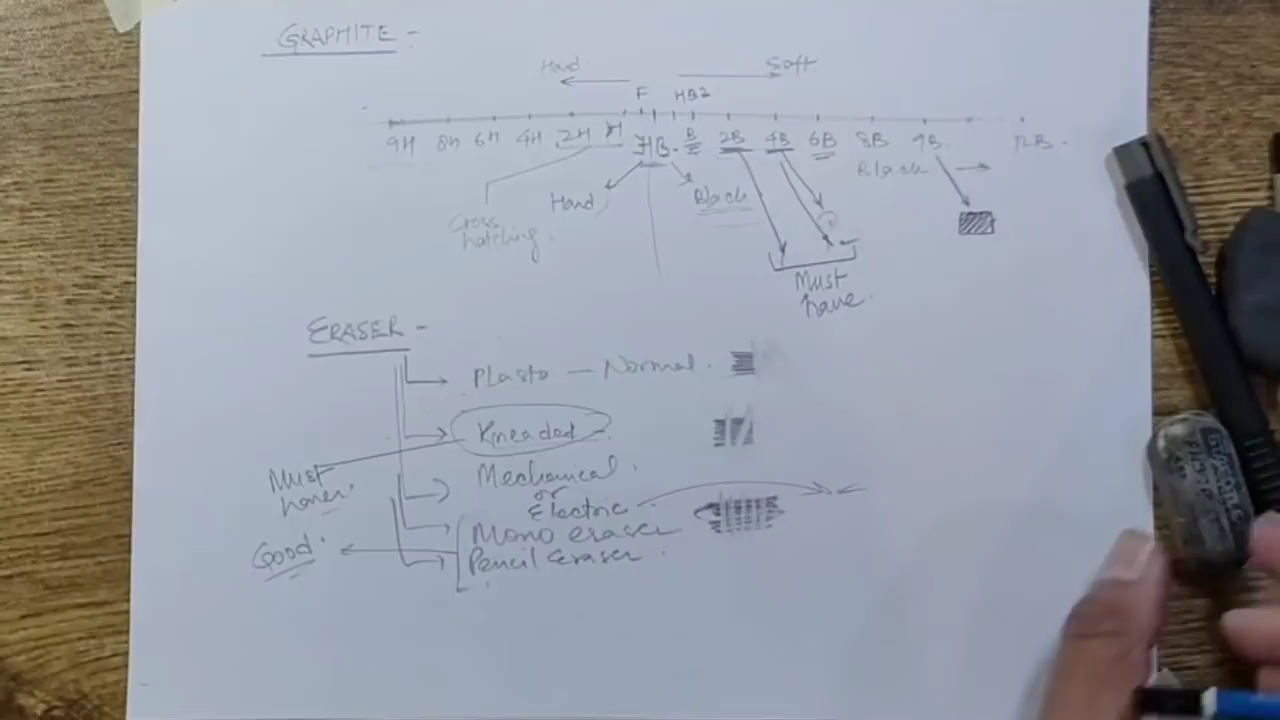 GRAPHITE -
Hard Soft
F HB2
9H 8H 6H 4H 2H H HB - B 2B 4B 6B 8B 9B 12B
Black
Hard Black
Cross
hatching.
Must
have.
ERASER -
Plasto - Normal.
Kneaded -
Must
have.
Mechanical.
or
Electric
Mono eraser
Good.
Pencil eraser.